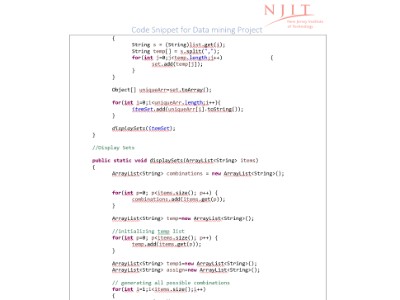 NJIT
New Jersey Institute
of Technology
Code Snippet for Data mining Project
{
String s = (String)list.get(i);
String temp[] = s.split(",");
for(int j=0;j<temp.length;j++) {
set.add(temp[j]);
}
}
Object[] uniqueArr=set.toArray();
for(int i=0;i<uniqueArr.length;i++){
itemSet.add(uniqueArr[i].toString());
}
displaySets(itemSet);
}
//Display Sets
public static void displaySets(ArrayList<String> items)
{
ArrayList<String> combinations = new ArrayList<String>();
for(int p=0; p<items.size(); p++) {
combinations.add(items.get(p));
}
ArrayList<String> temp=new ArrayList<String>();
//initializing temp list
for(int p=0; p<items.size(); p++) {
temp.add(items.get(p));
}
ArrayList<String> temp1=new ArrayList<String>();
ArrayList<String> assign=new ArrayList<String>();
// generating all possible combinations
for(int i=1;i<items.size();i++)
{